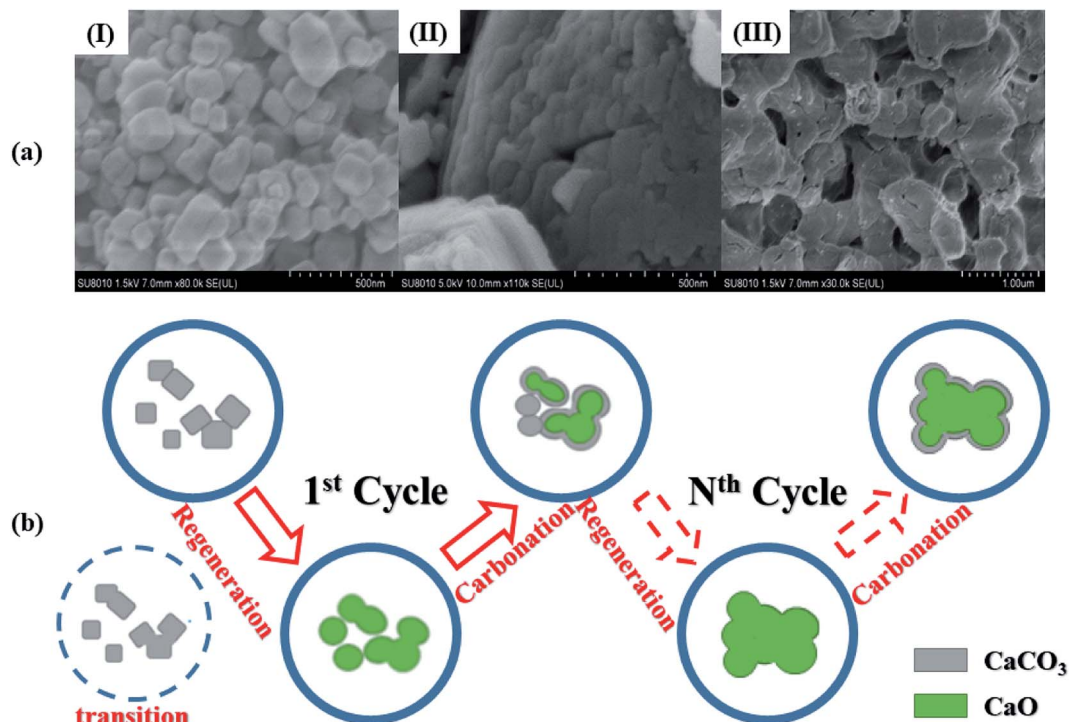 (I)
(II)
(III)
(a)
SU8010 1.5kV 7.0mm x80.0k SE(UL)
500nm
SU8010 5.0kV 10.0mm x110k SE(UL)
500nm
SU8010 1.5kV 7.0mm x30.0k SE(UL)
1.00um
(b)
1st Cycle
Nth Cycle
Regeneration
Carbonation
Regeneration
Carbonation
transition
CaCO3
CaO